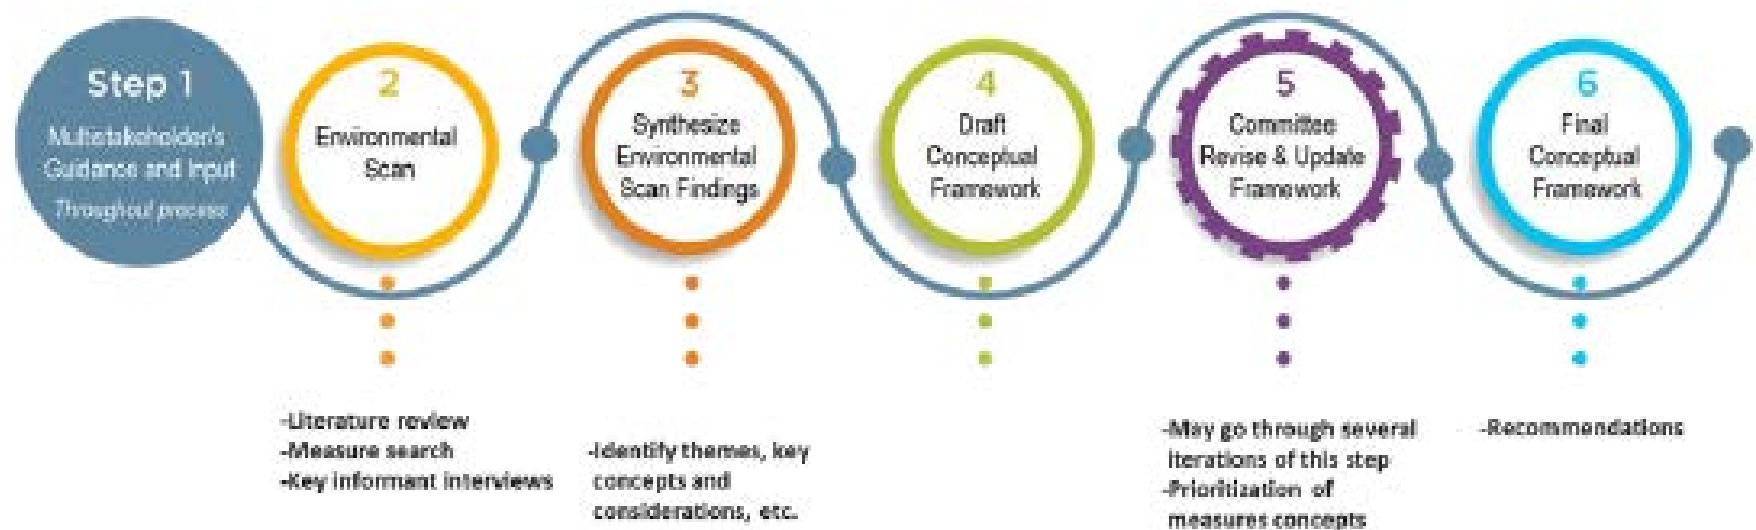 Step 1
Multistakeholder's
Guidance and Input
Throughout process
2
Environmental
Scan
3
Synthesize
Environmental
Scan Findings
4
Draft
Conceptual
Framework
5
Committee
Revise & Update
Framework
6
Final
Conceptual
Framework
-Literature review
-Measure search
-Key informant interviews
-Identify themes, key
concepts and
considerations, etc.
-May go through several
iterations of this step
-Prioritization of
measures concepts
-Recommendations